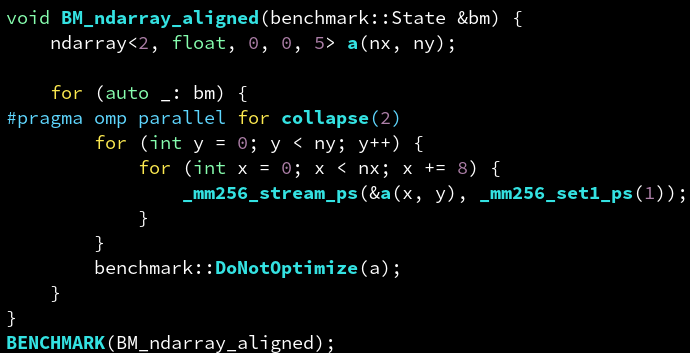 void BM_ndarray_aligned(benchmark::State &bm) {
    ndarray<2, float, 0, 0, 5> a(nx, ny);

    for (auto _: bm) {
#pragma omp parallel for collapse(2)
        for (int y = 0; y < ny; y++) {
            for (int x = 0; x < nx; x += 8) {
                _mm256_stream_ps(&a(x, y), _mm256_set1_ps(1));
            }
        }
        benchmark::DoNotOptimize(a);
    }
}
BENCHMARK(BM_ndarray_aligned);